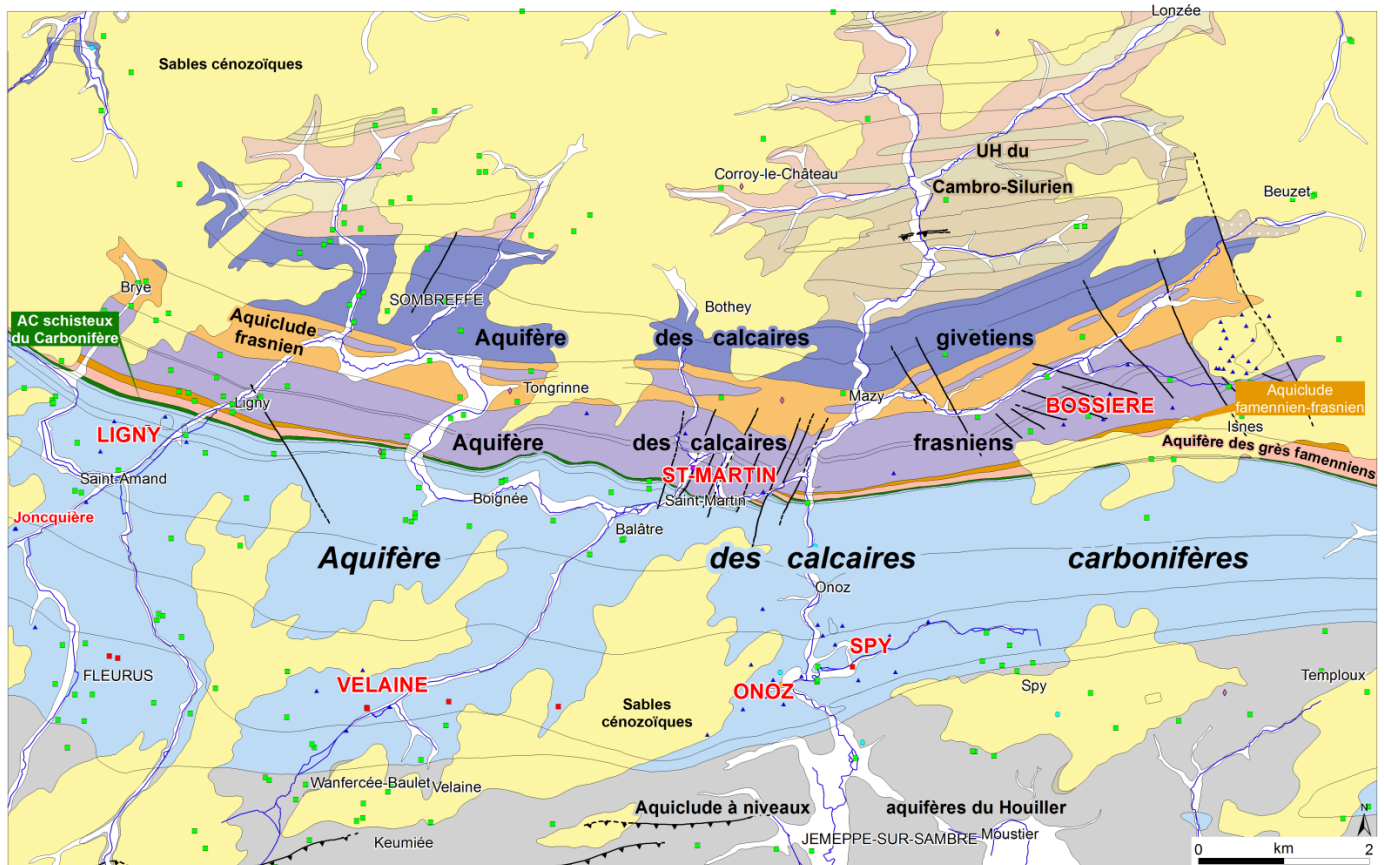 Lonzée
Sables cénozoïques
UH du
Cambro-Silurien
Corroy-le-Château
Beuzet
Brye
SOMBREFFE
Bothey
AC schisteux
du Carbonifère
Aquiclude
frasnien
Aquifère des calcaires givétiens
Tongrinne
Mazy
Ligny
BOSSIERE
Aquiclude
famennien-frasnien
Isnes
LIGNY
Aquifère des calcaires frasniens
Aquifère des grès famenniens
Saint-Amand
ST-MARTIN
Saint-Martin
Boignée
Joncquière
Balâtre
Aquifère des calcaires carbonifères
Onoz
SPY
FLEURUS
VELAINE
ONOZ
Spy
Temploux
Sables
cénozoïques
Wanfercée-Baulet
Velaine
Aquiclude à niveaux aquifères du Houiller
Keumiée
JEMEPPE-SUR-SAMBRE
Moustier
N
0 km 2